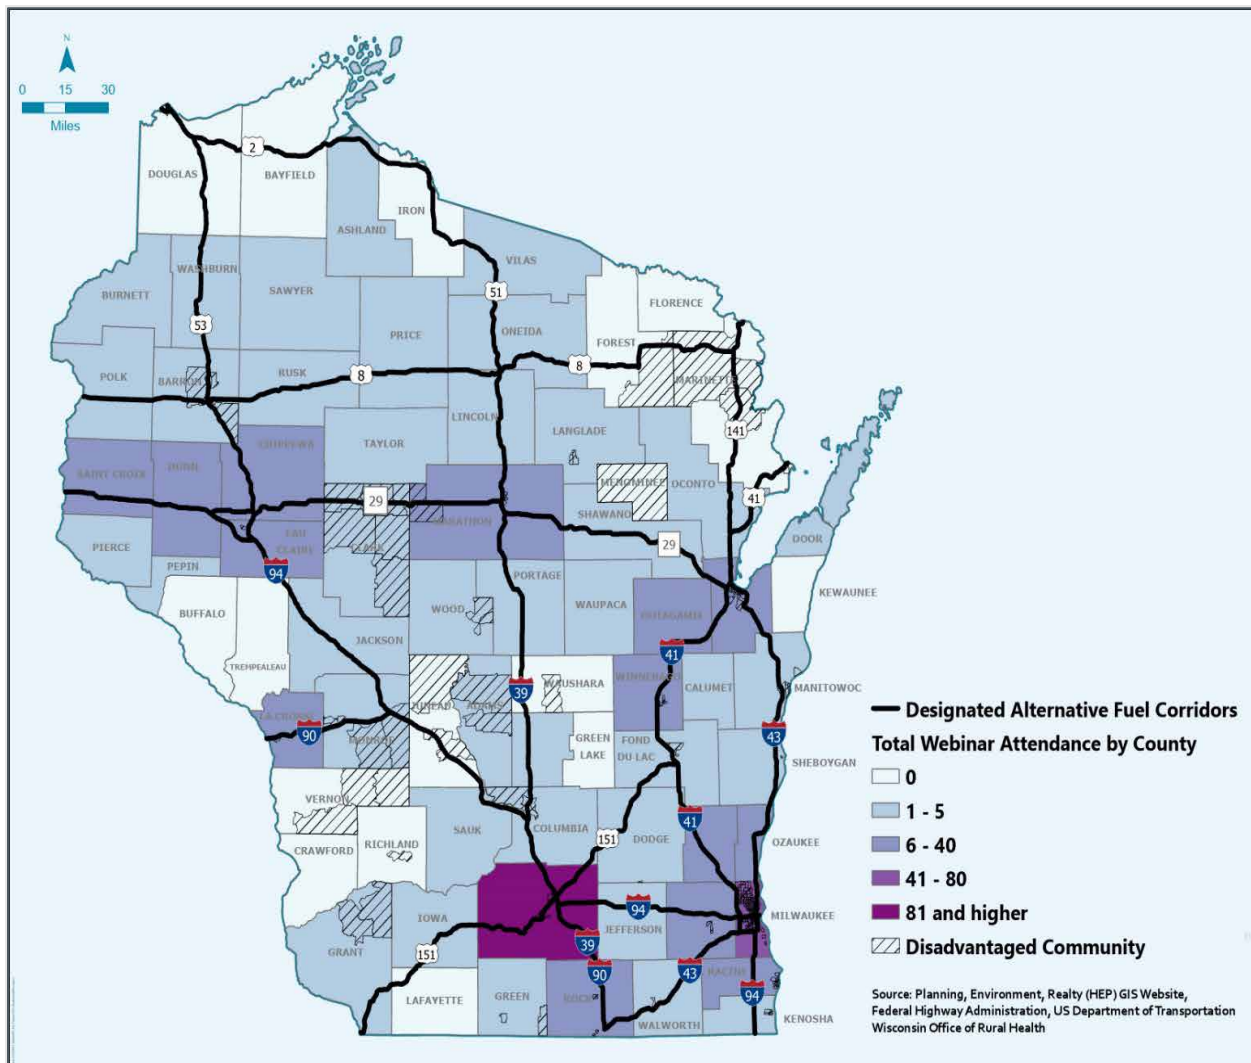 N
0 15 30
Miles
2
DOUGLAS
BAYFIELD
IRON
ASHLAND
VILAS
WASHBURN
BURNETT
SAWYER
51
FLORENCE
53
PRICE
ONEIDA
FOREST
8
POLK
BARRON
RUSK
8
MARINETTE
LINCOLN
LANGLADE
141
CHIPPEWA
TAYLOR
SAINT CROIX
DUNN
MENOMINEE
OCONTO
41
29
MARATHON
SHAWANO
EAU
CLAIRE
CLARK
29
DOOR
PIERCE
PEPIN
94
PORTAGE
WOOD
WAUPACA
OUTAGAMIE
KEWAUNEE
BUFFALO
JACKSON
41
TREMPEALEAU
WAUSHARA
WINNEBAGO
CALUMET
MANITOWOC
39
JUNEAU
ADAMS
LA CROSSE
90
MONROE
GREEN
LAKE
FOND
DU LAC
43
SHEBOYGAN
VERNON
41
SAUK
COLUMBIA
151
DODGE
OZAUKEE
RICHLAND
CRAWFORD
94
MILWAUKEE
IOWA
JEFFERSON
GRANT
151
39
90
43
RACINE
LAFAYETTE
GREEN
ROCK
WALWORTH
94
KENOSHA
Designated Alternative Fuel Corridors
Total Webinar Attendance by County
0
1 - 5
6 - 40
41 - 80
81 and higher
Disadvantaged Community
Source: Planning, Environment, Realty (HEP) GIS Website,
Federal Highway Administration, US Department of Transportation
Wisconsin Office of Rural Health